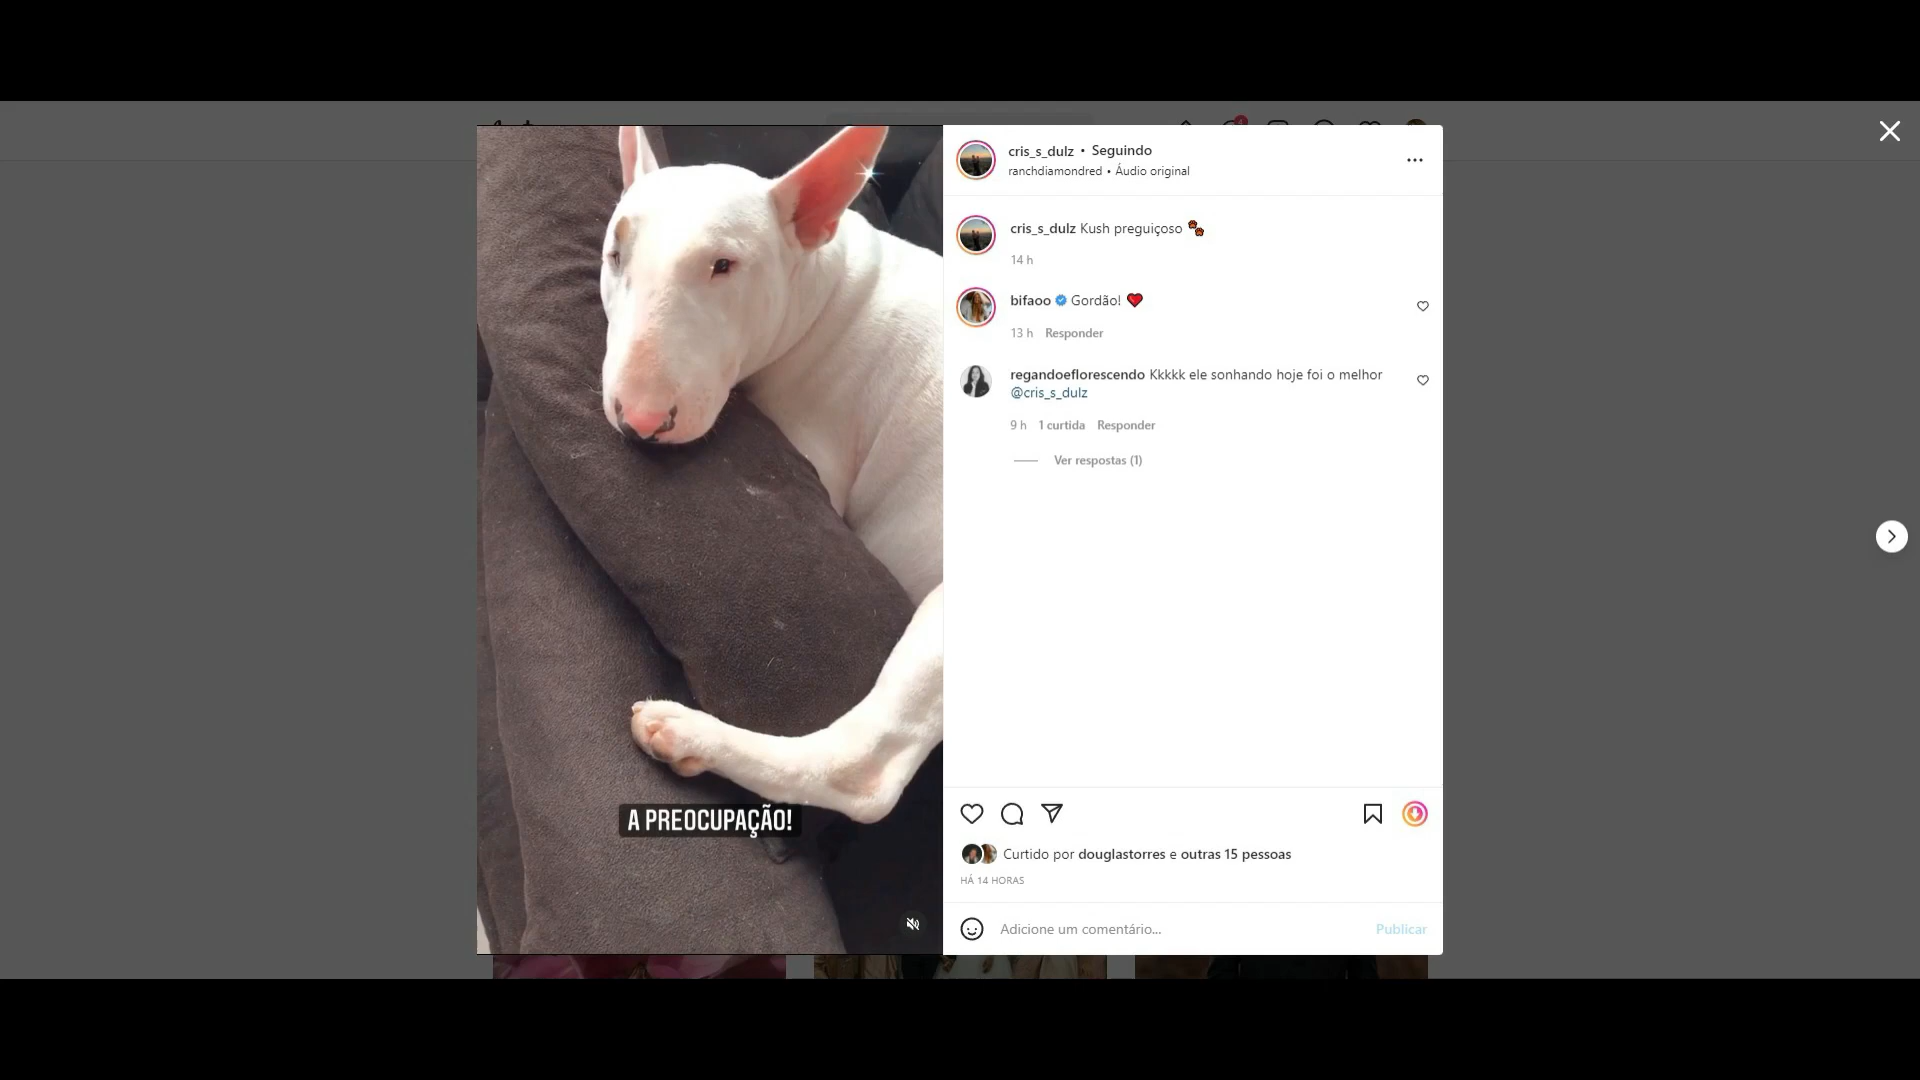 cris_s_dulz • Seguindo
ranchdiamondred • Áudio original
cris_s_dulz Kush preguiçoso
14 h
bifaoo Gordão! ❤
13 h Responder
regandoeflorescendo Kkkkk ele sonhando hoje foi o melhor
@cris_s_dulz
9 h 1 curtida Responder
Ver respostas (1)
A PREOCUPAÇÃO!
Curtido por douglastorres e outras 15 pessoas
HÁ 14 HORAS
Adicione um comentário... Publicar